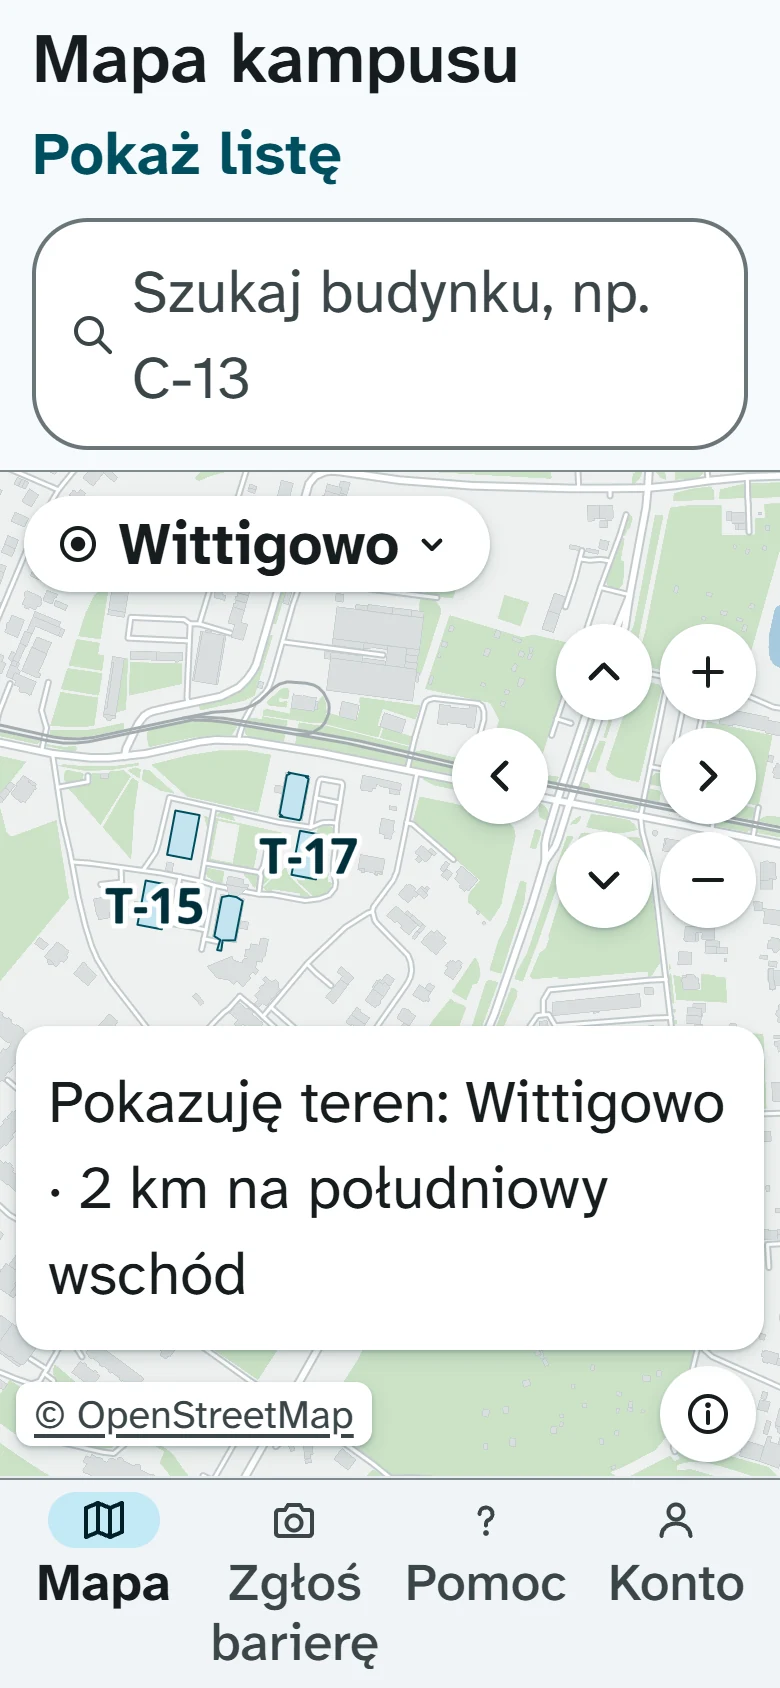 Mapa kampusu
Pokaż listę
Szukaj budynku, np.
C-13
Wittigowo
T-17
T-15
Pokazuję teren: Wittigowo
· 2 km na południowy
wschód
© OpenStreetMap
Mapa
Zgłoś
barierę
Pomoc
Konto